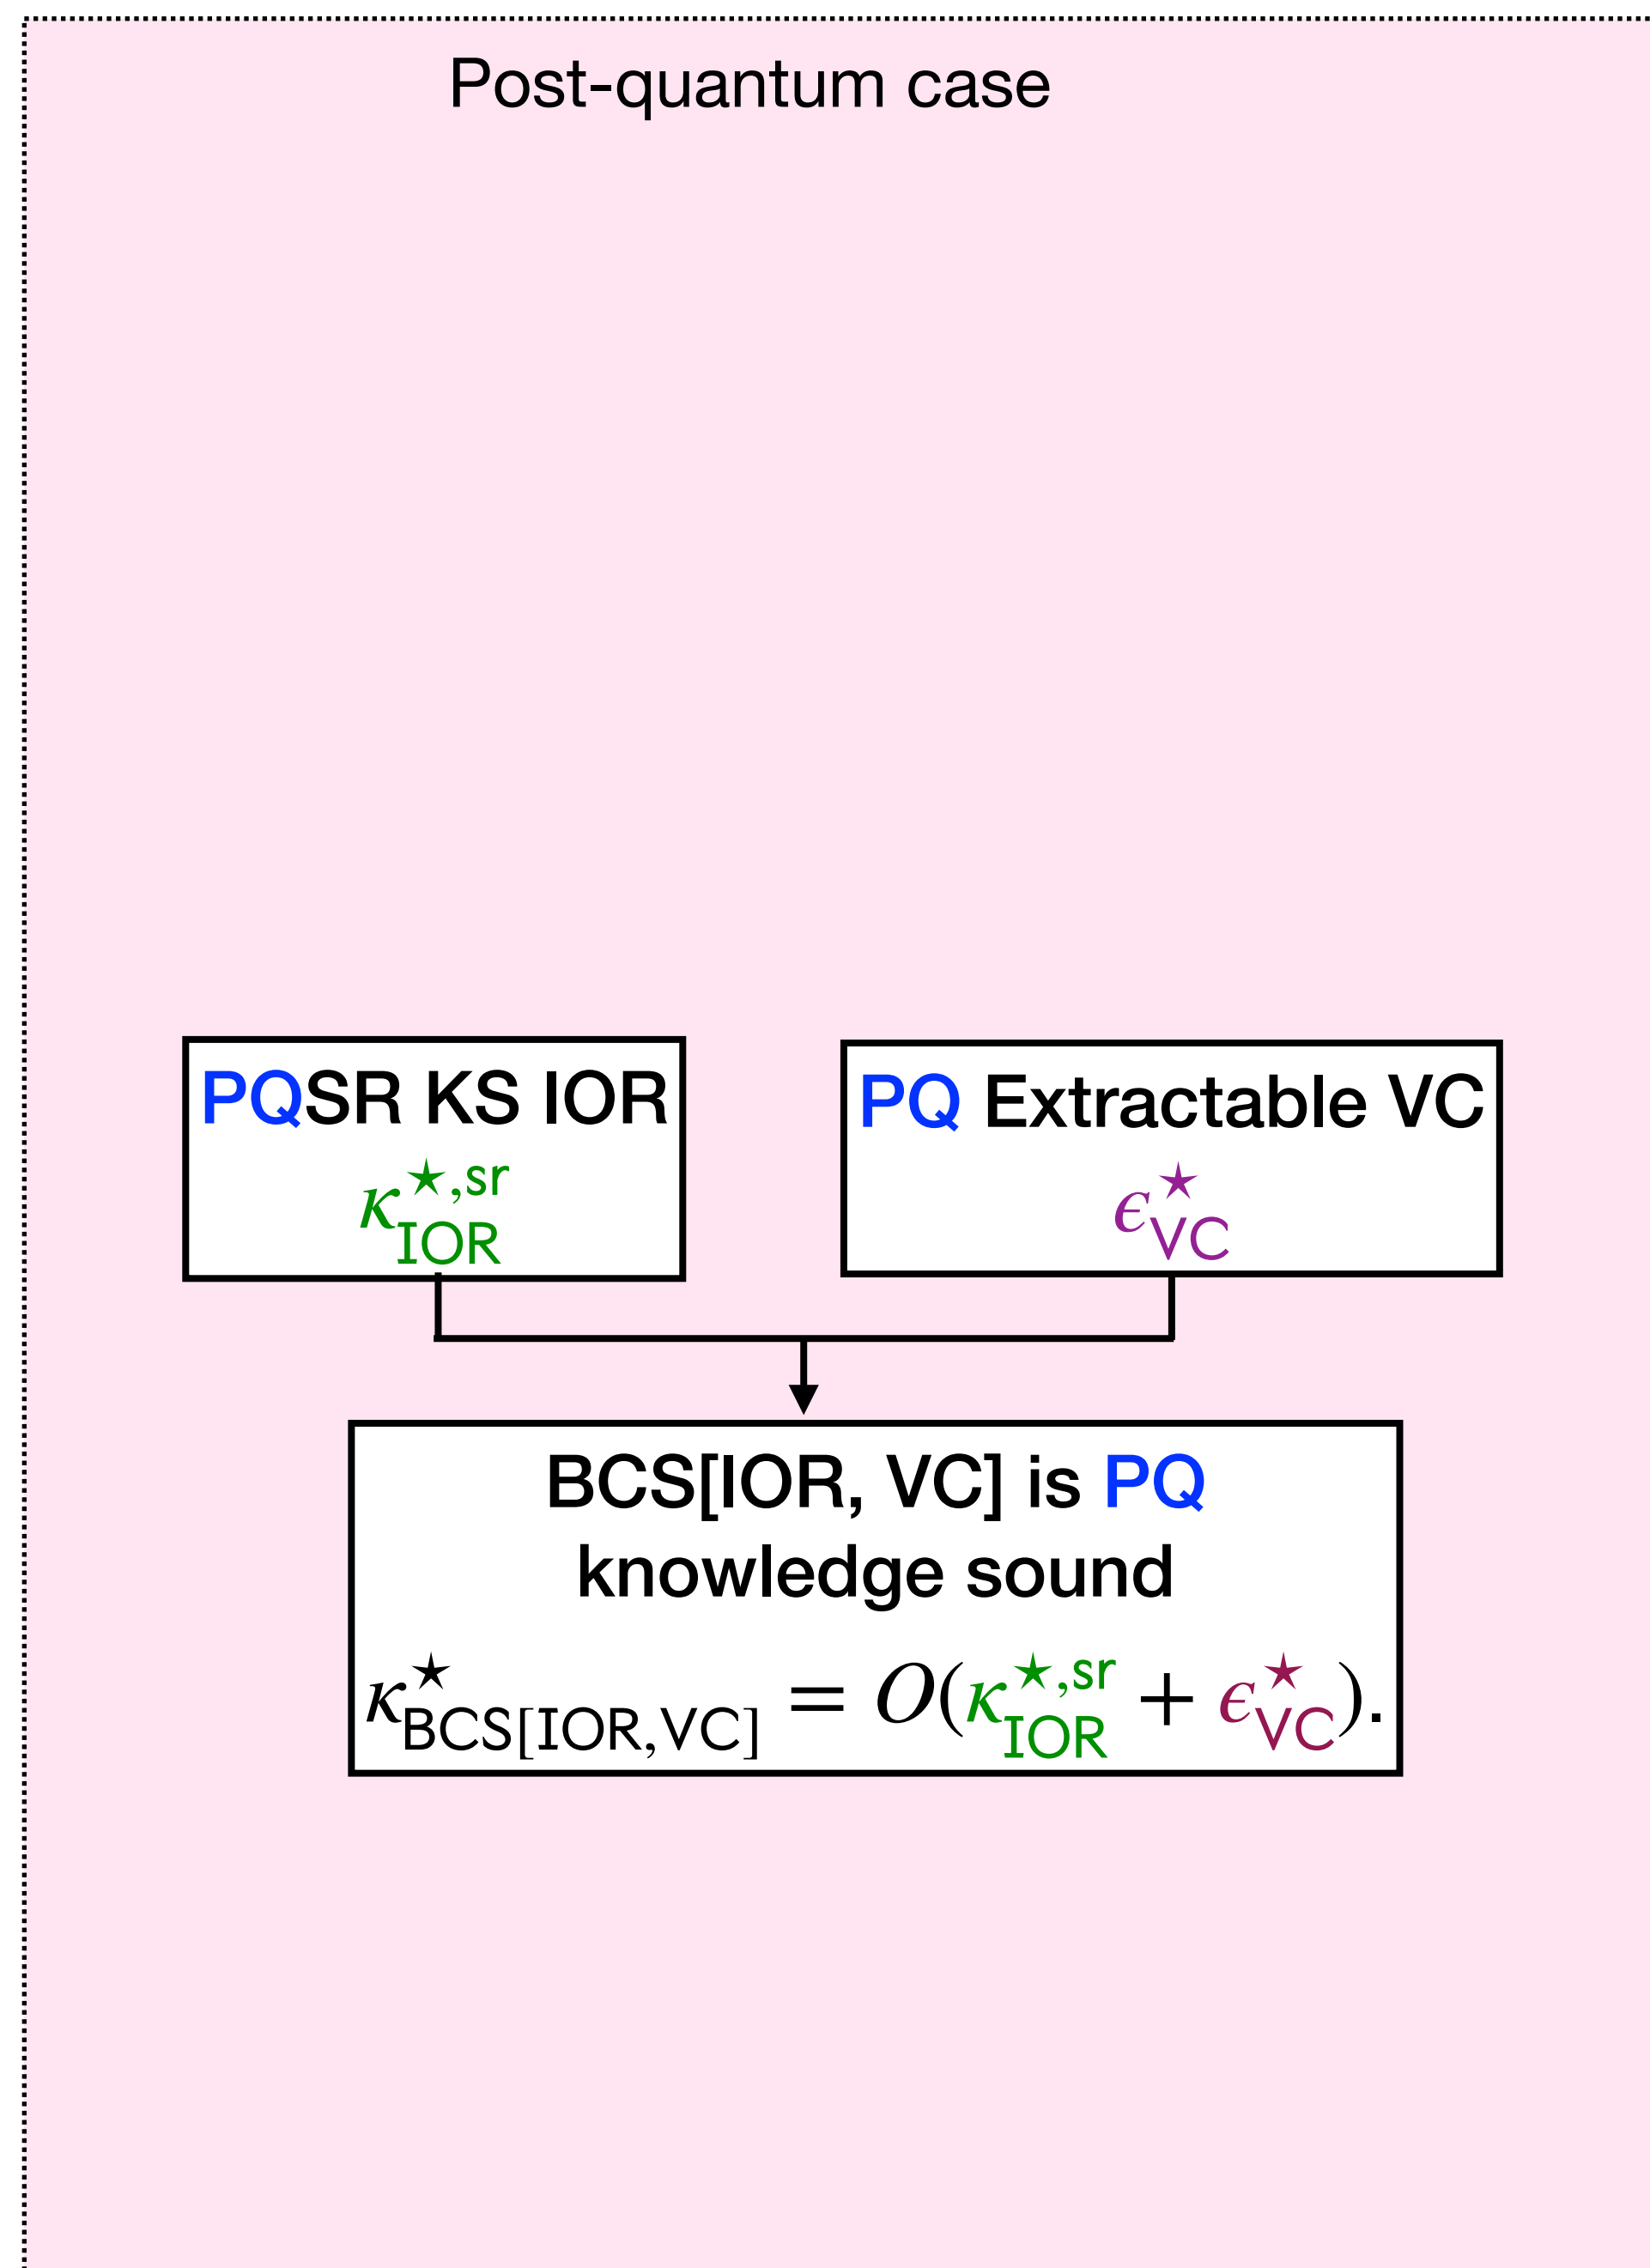 Post-quantum case
PQSR KS IOR
κ^{★,sr}_{IOR}
PQ Extractable VC
ϵ^★_{VC}
BCS[IOR, VC] is PQ
knowledge sound
κ^★_{BCS[IOR,VC]} = O(κ^{★,sr}_{IOR} + ϵ^★_{VC}).